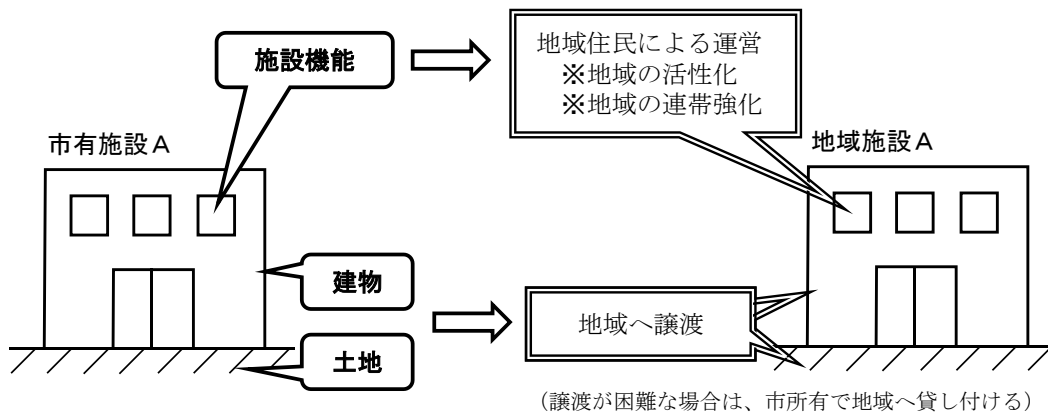 施設機能
地域住民による運営
※地域の活性化
※地域の連帯強化
市有施設Ａ
地域施設Ａ
建物
地域へ譲渡
土地
（譲渡が困難な場合は、市所有で地域へ貸し付ける）